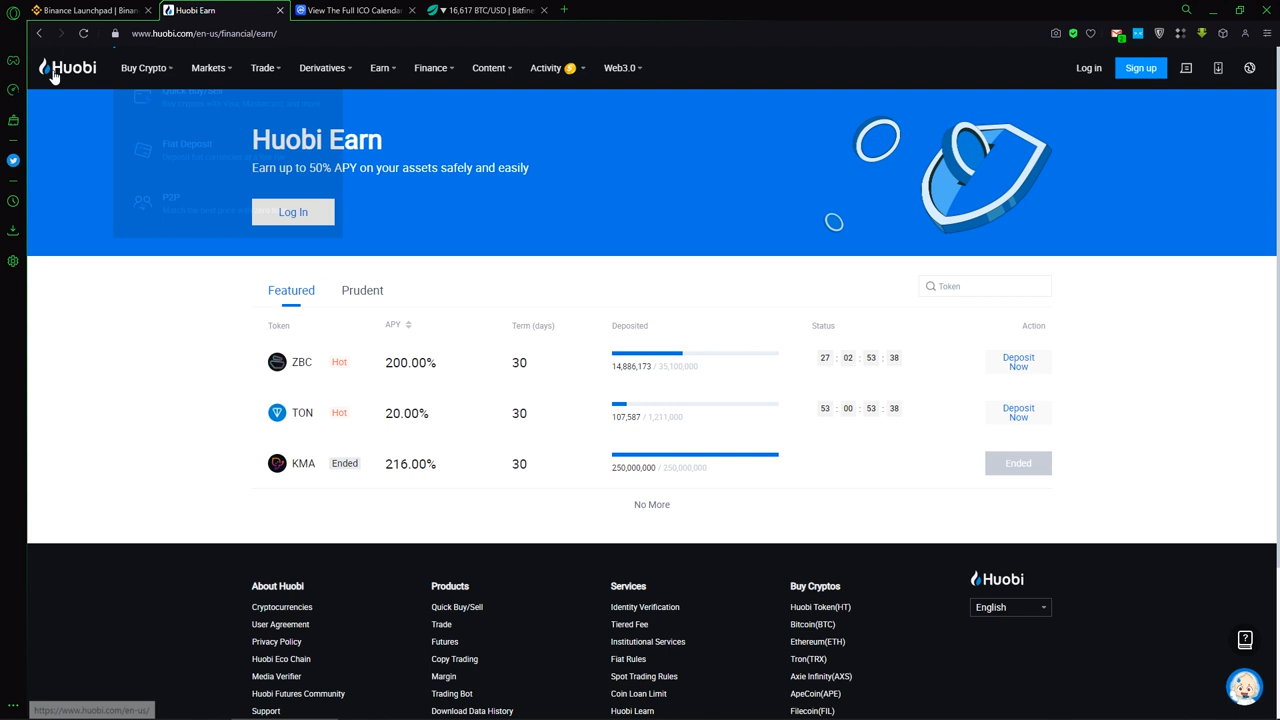 Binance Launchpad | Binan
Huobi Earn
View The Full ICO Calenda
▼ 16,617 BTC/USD | Bitfine
www.huobi.com/en-us/financial/earn/
2
Huobi
Buy Crypto
Markets
Trade
Derivatives
Earn
Finance
Content
Activity
Web3.0
Log in
Sign up
Quick Buy/Sell
Fiat Deposit
P2P
Huobi Earn
Earn up to 50% APY on your assets safely and easily
Log In
Featured
Prudent
Token
Token
APY
Term (days)
Deposited
Status
Action
ZBC Hot 200.00% 30 14,886,173 / 35,100,000 27 : 02 : 53 : 38 Deposit
Now
TON Hot 20.00% 30 107,587 / 1,211,000 53 : 00 : 53 : 38 Deposit
Now
KMA Ended 216.00% 30 250,000,000 / 250,000,000 Ended
No More
About Huobi
Cryptocurrencies
User Agreement
Privacy Policy
Huobi Eco Chain
Media Verifier
Huobi Futures Community
Support
Products
Quick Buy/Sell
Trade
Futures
Copy Trading
Margin
Trading Bot
Download Data History
Services
Identity Verification
Tiered Fee
Institutional Services
Fiat Rules
Spot Trading Rules
Coin Loan Limit
Huobi Learn
Buy Cryptos
Huobi Token(HT)
Bitcoin(BTC)
Ethereum(ETH)
Tron(TRX)
Axie Infinity(AXS)
ApeCoin(APE)
Filecoin(FIL)
Huobi
English
https://www.huobi.com/en-us/